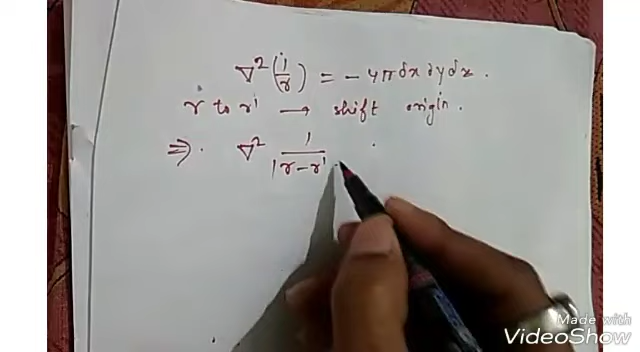 ∇² (1/r) = - 4π δx δy δz .
r to r' → shift origin .
⇒ . ∇² 1/|r-r'
Made with
VideoShow